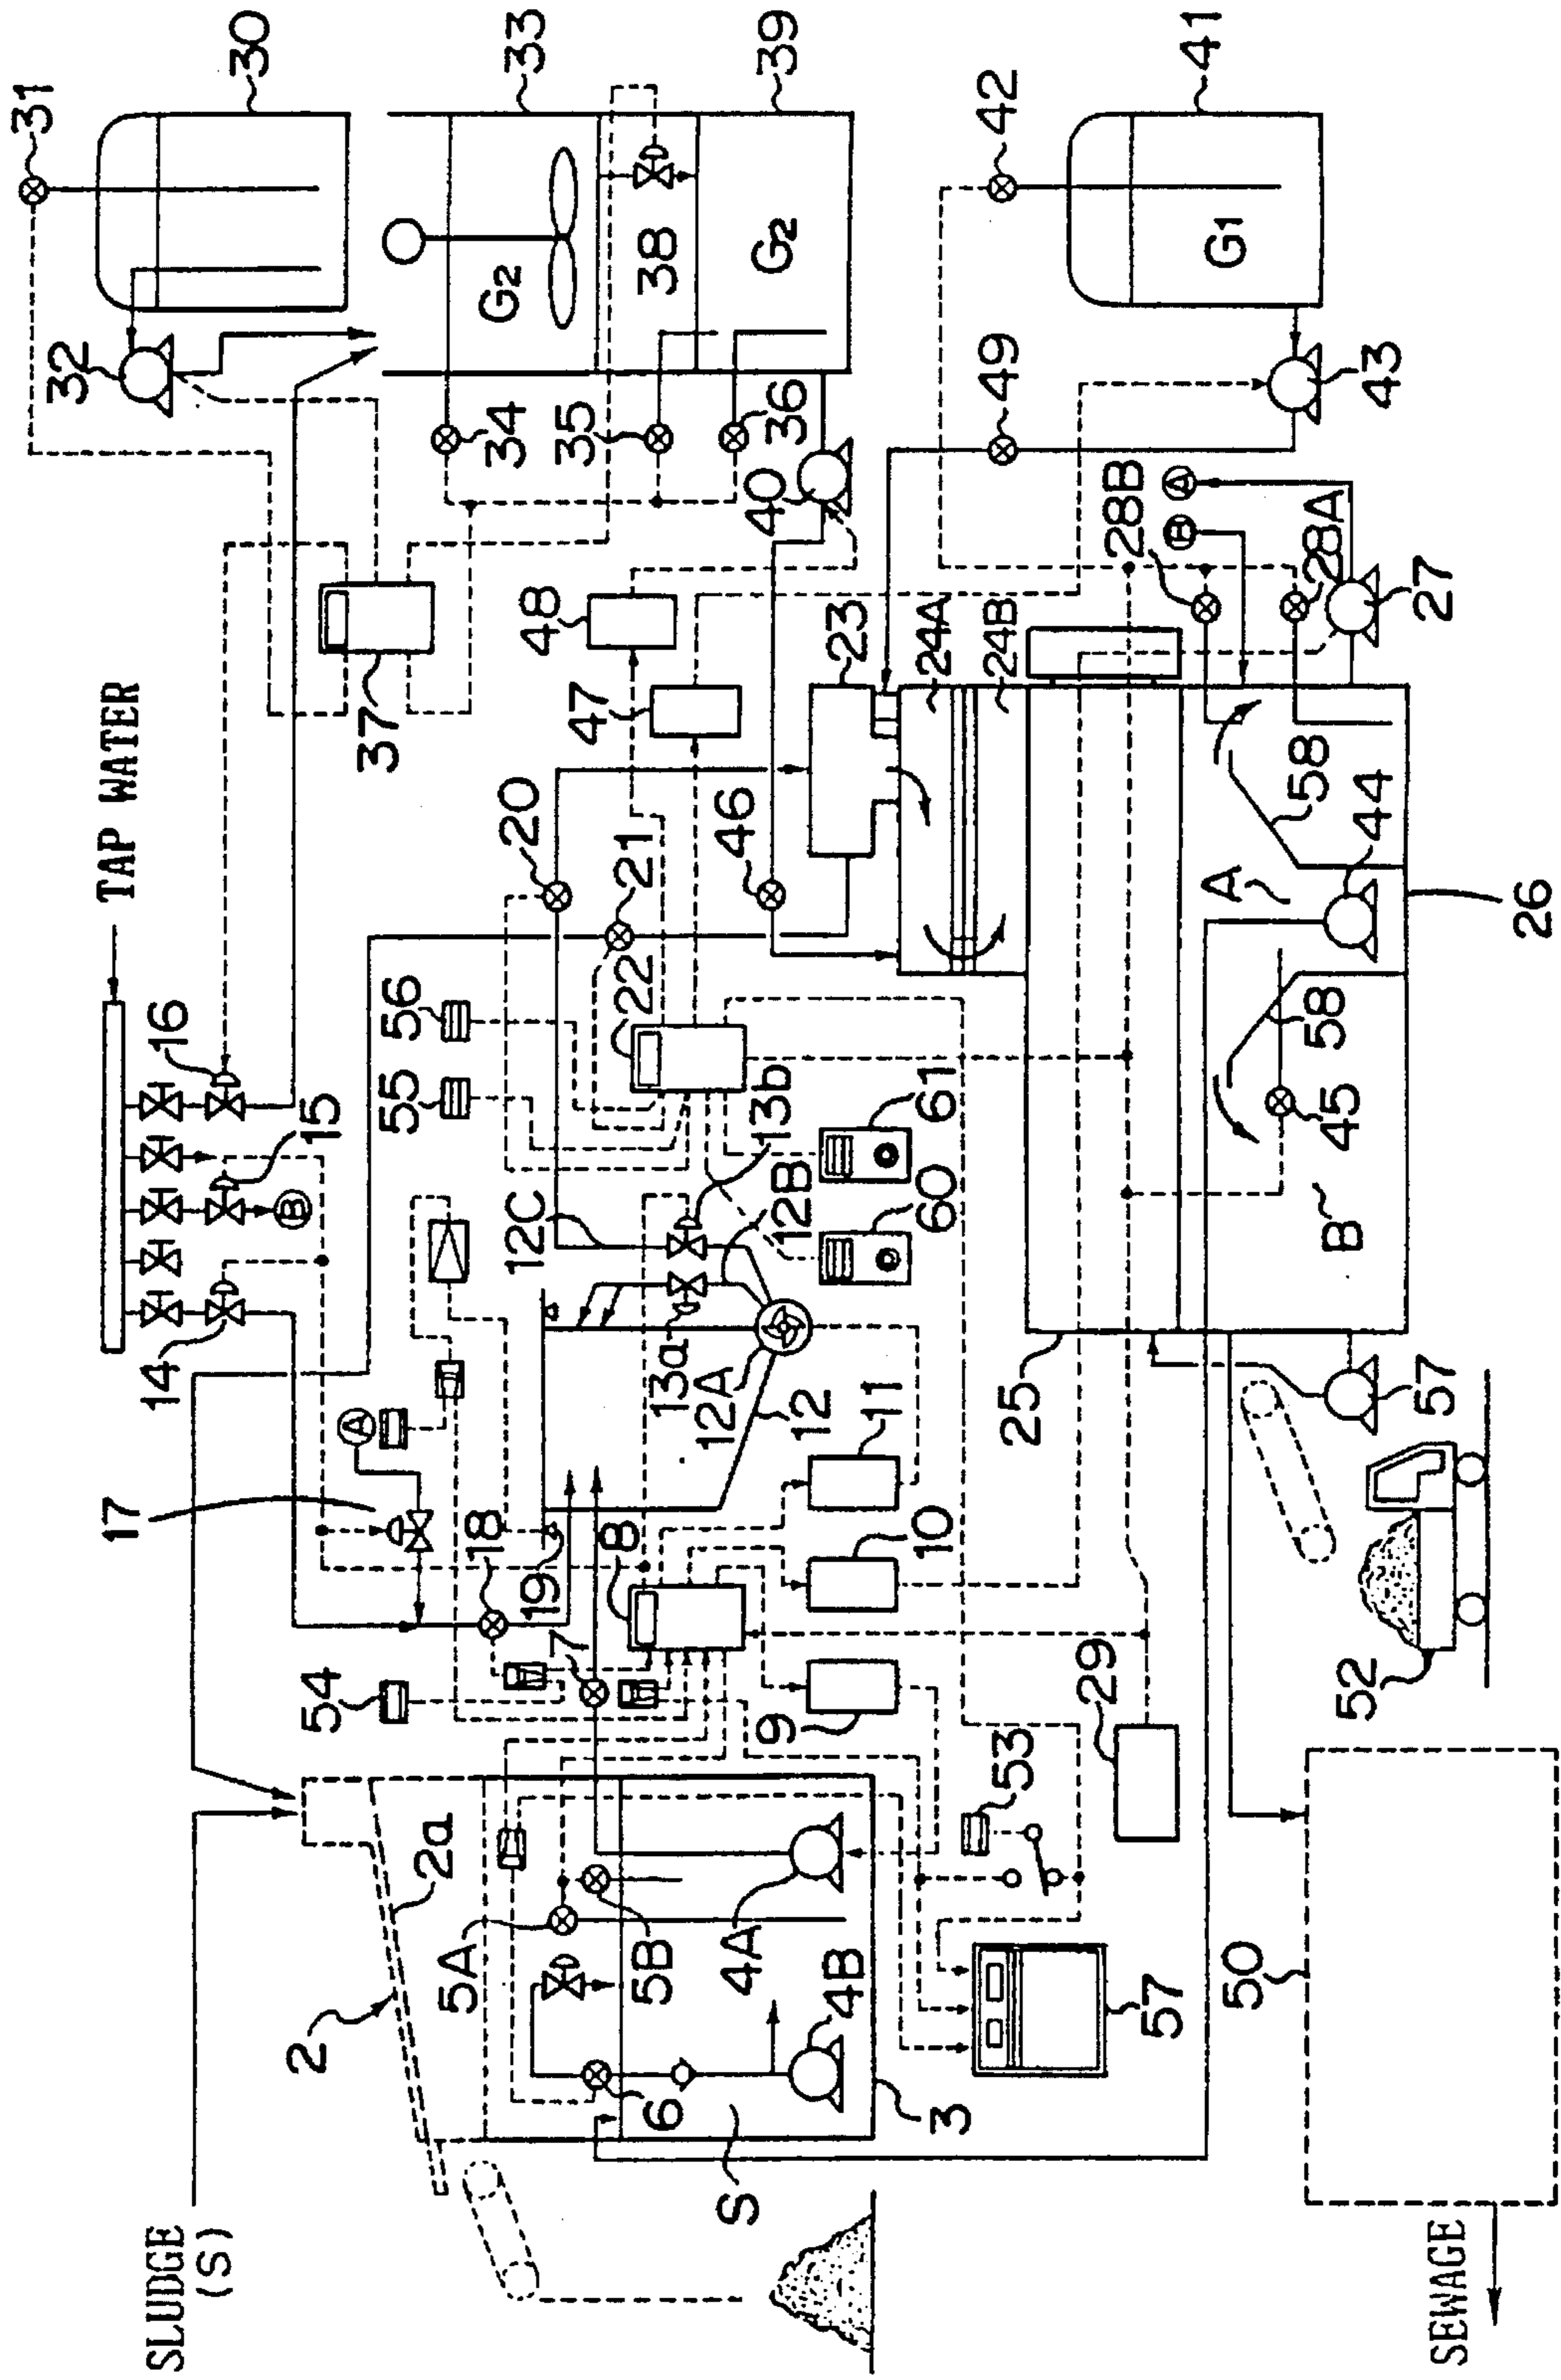 31
TAP WATER
17
14
32
SLUDGE
(S)
16
30
(S)
2
15
B
54
A
37
55
56
2a
5A
18
34
G2
33
20
12C
19
48
7
8
22
21
35
47
5B
6
13a
38
S
4A
12A
46
9
13b
12B
40
36
G2
39
12
4B
11
23
3
10
60
61
24A
53
24B
49
42
25
29
28B
57
A
B
A
G1
41
50
B
45
58
58
28A
52
57
44
43
SEWAGE
26
27